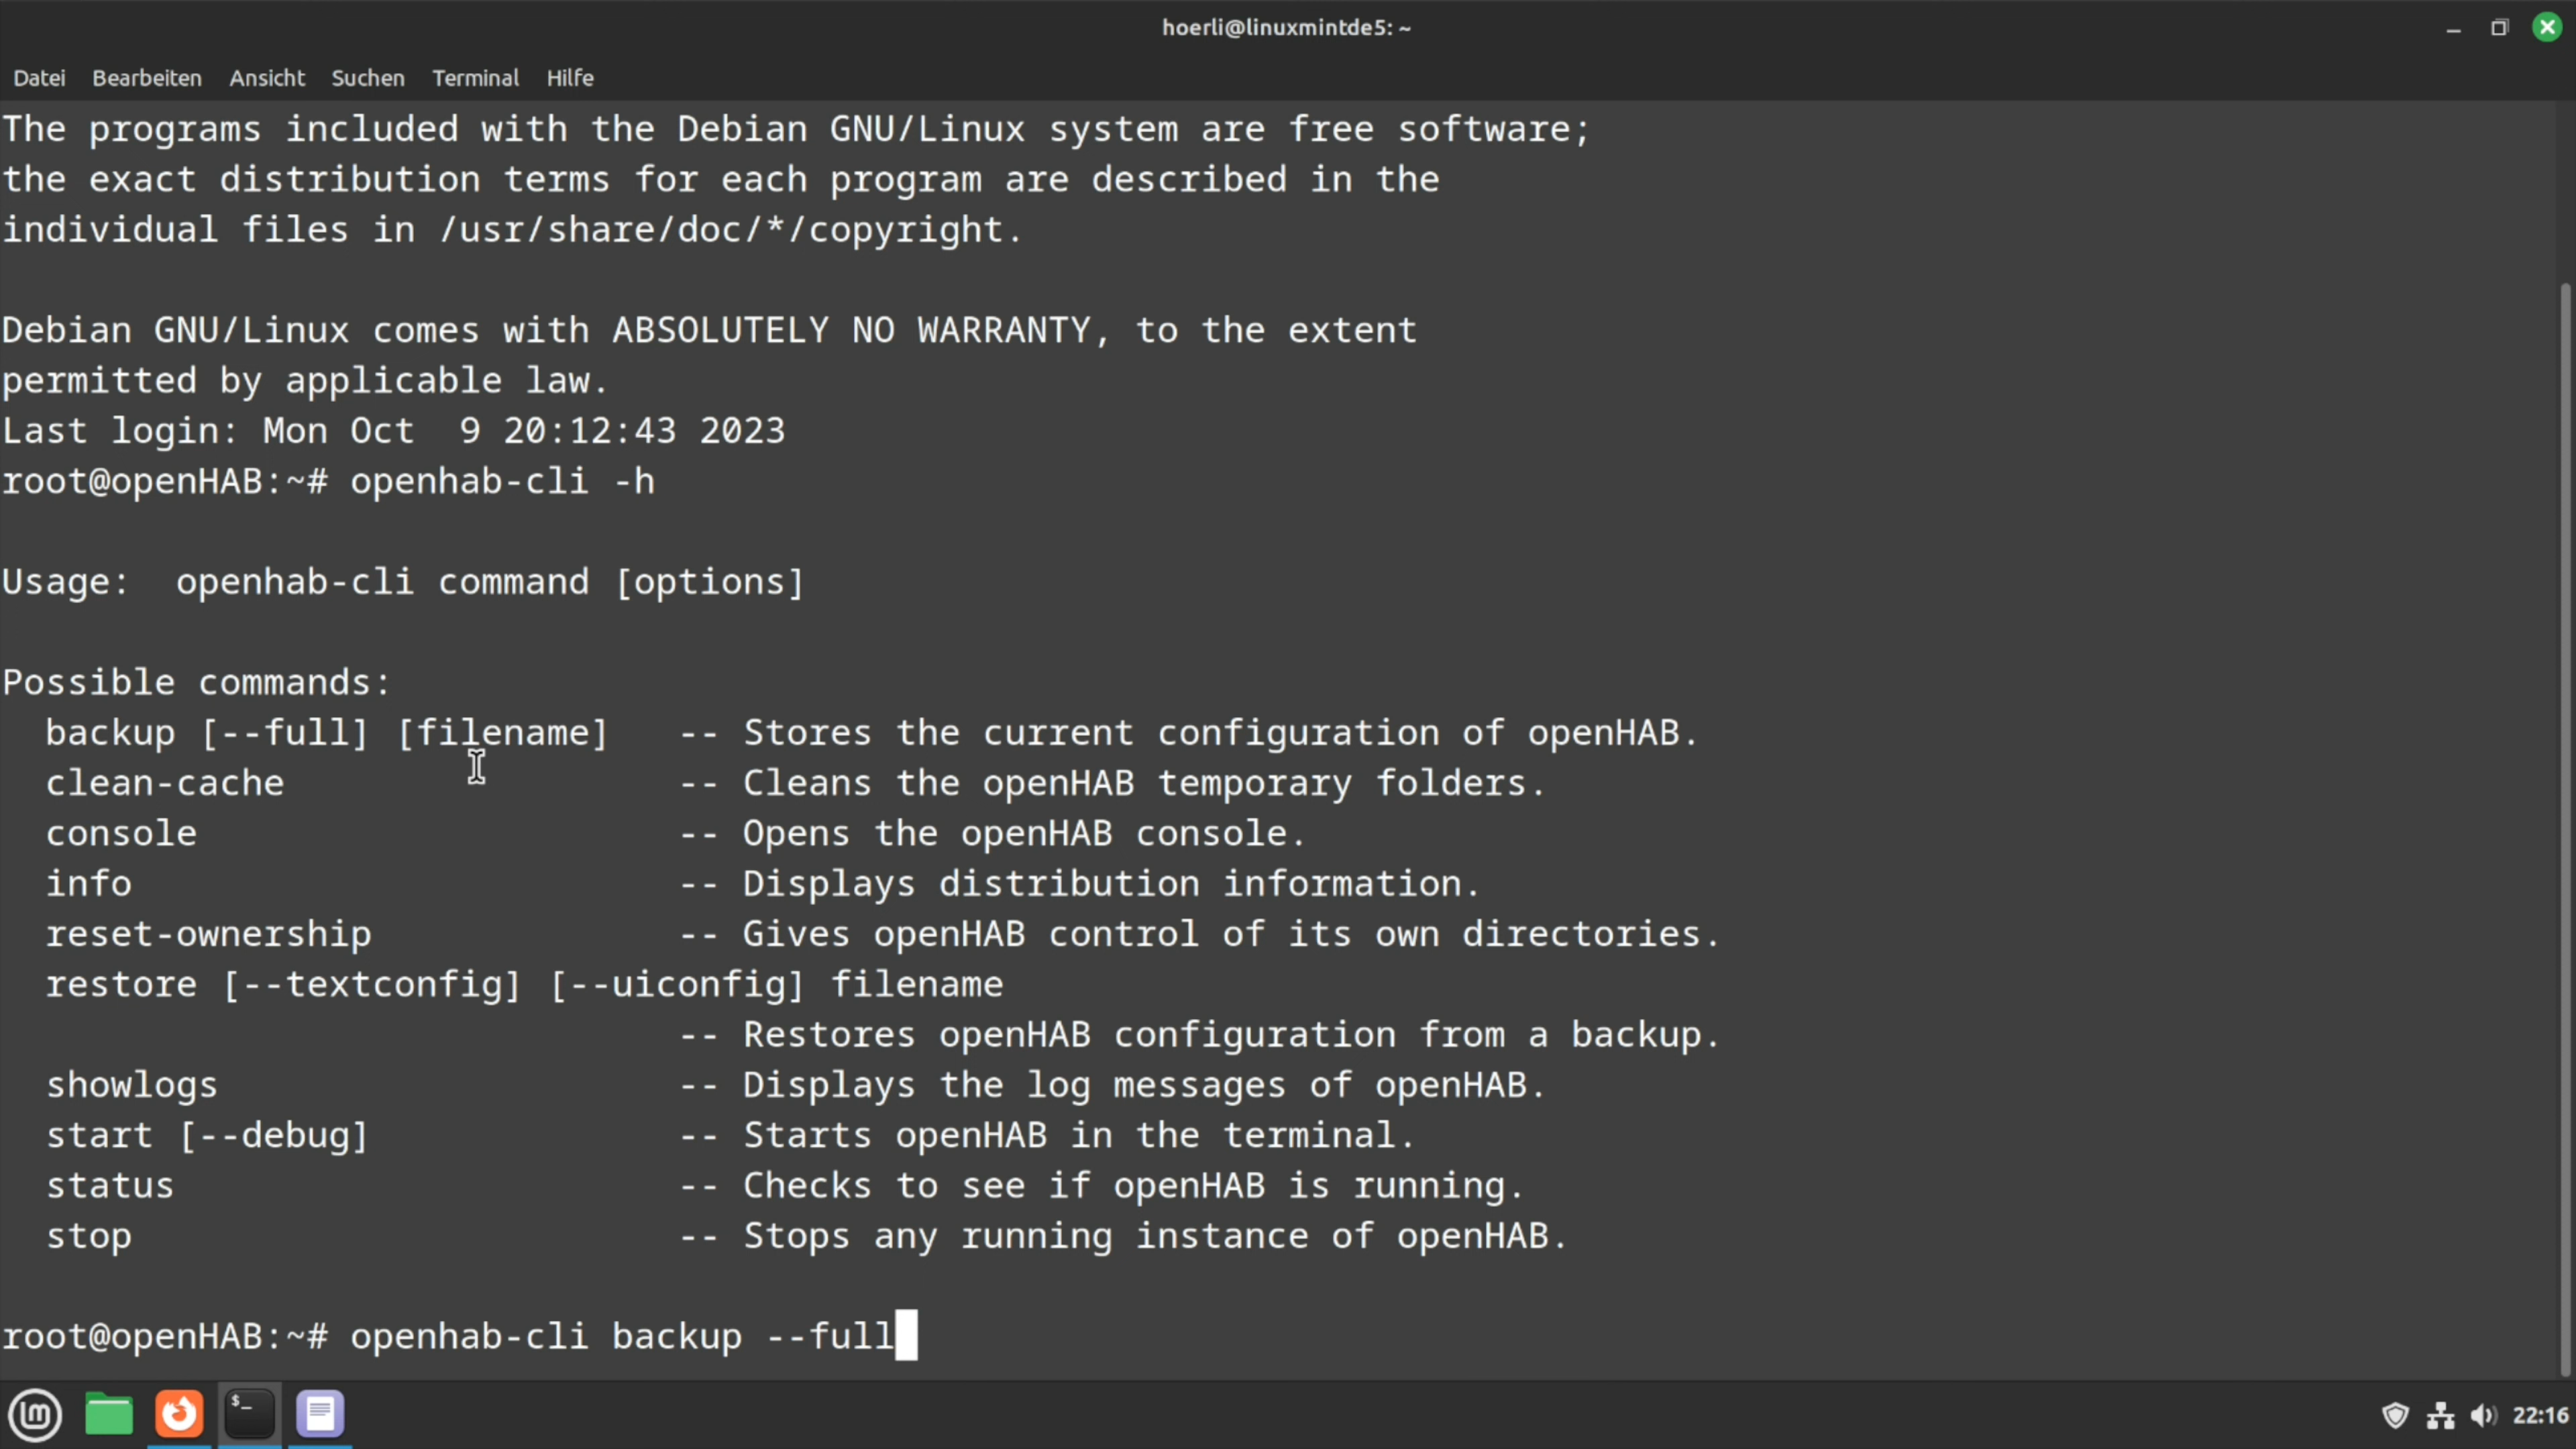 hoerli@linuxmintde5: ~
Datei Bearbeiten Ansicht Suchen Terminal Hilfe
The programs included with the Debian GNU/Linux system are free software;
the exact distribution terms for each program are described in the
individual files in /usr/share/doc/*/copyright.
Debian GNU/Linux comes with ABSOLUTELY NO WARRANTY, to the extent
permitted by applicable law.
Last login: Mon Oct  9 20:12:43 2023
root@openHAB:~# openhab-cli -h
Usage:  openhab-cli command [options]
Possible commands:
  backup [--full] [filename]   -- Stores the current configuration of openHAB.
  clean-cache                  -- Cleans the openHAB temporary folders.
  console                      -- Opens the openHAB console.
  info                         -- Displays distribution information.
  reset-ownership              -- Gives openHAB control of its own directories.
  restore [--textconfig] [--uiconfig] filename
                               -- Restores openHAB configuration from a backup.
  showlogs                     -- Displays the log messages of openHAB.
  start [--debug]              -- Starts openHAB in the terminal.
  status                       -- Checks to see if openHAB is running.
  stop                         -- Stops any running instance of openHAB.
root@openHAB:~# openhab-cli backup --full
$_
22:16